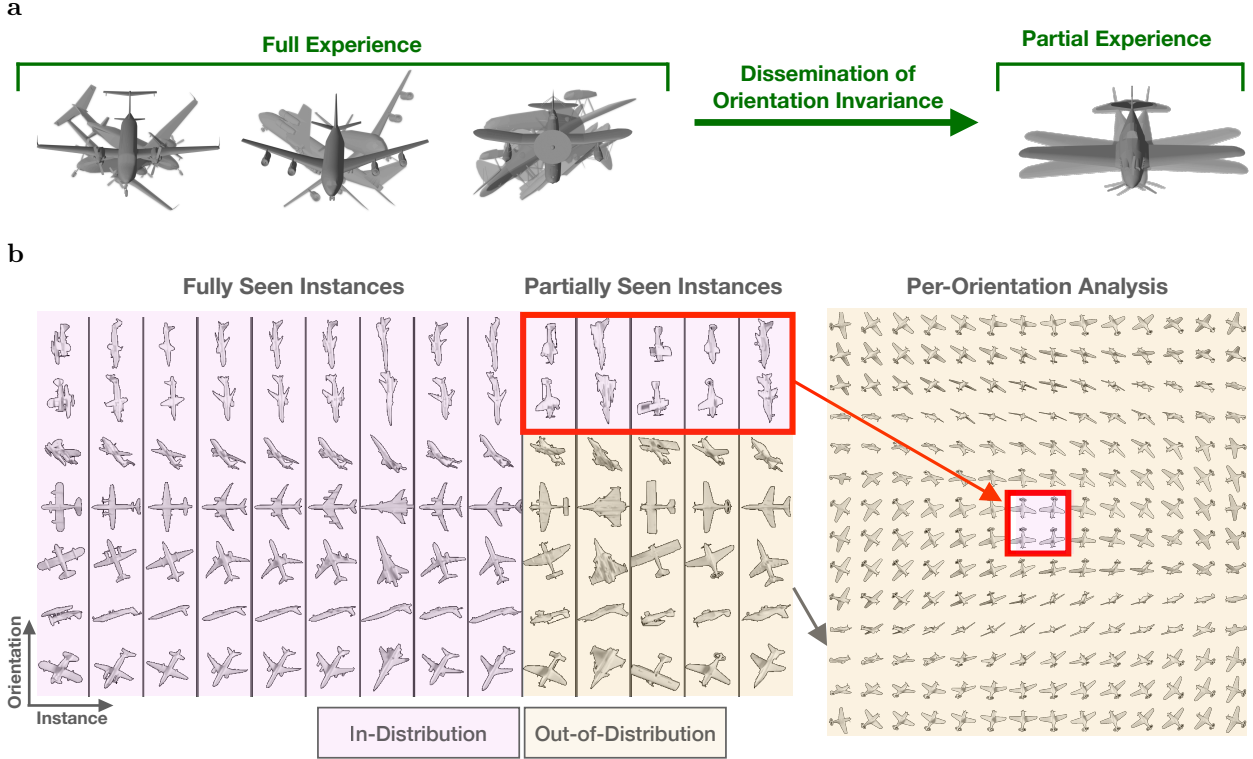 a
Full Experience
Partial Experience
Dissemination of
Orientation Invariance
b
Fully Seen Instances
Partially Seen Instances
Per-Orientation Analysis
Orientation
Instance
In-Distribution
Out-of-Distribution